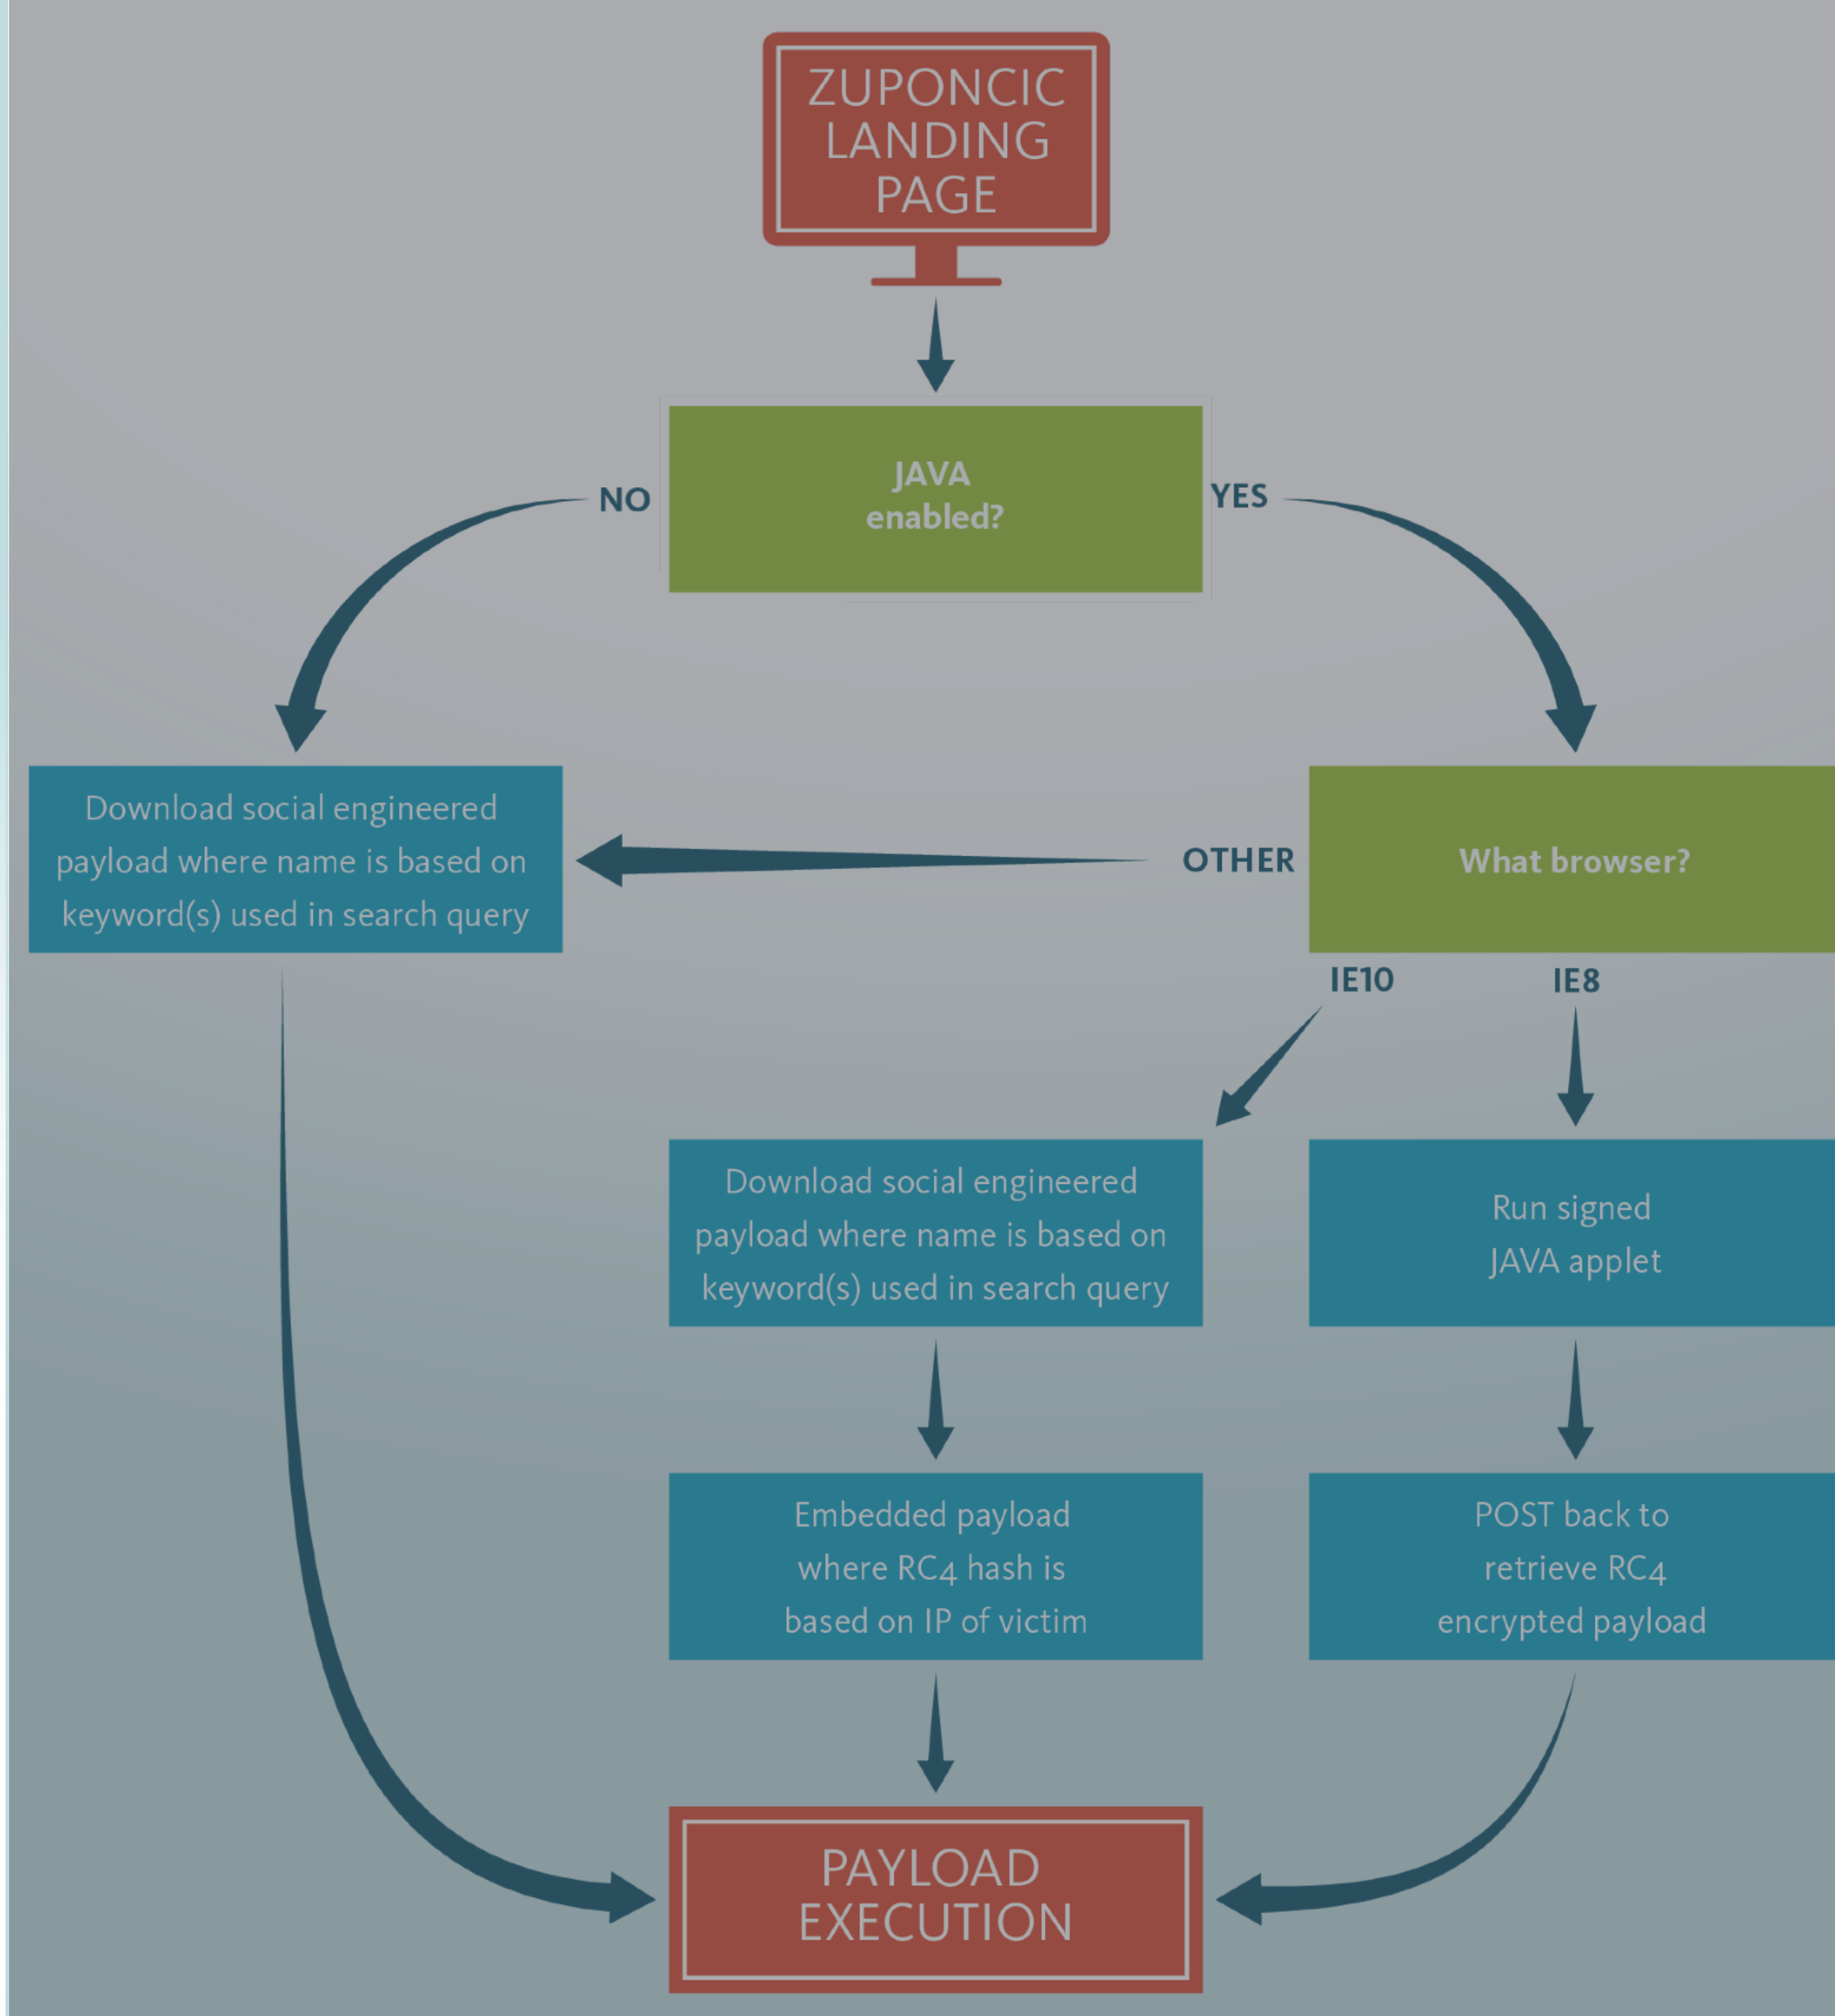 ZUPONCIC
LANDING
PAGE
JAVA
enabled?
NO
YES
Download social engineered
payload where name is based on
keyword(s) used in search query
OTHER
What browser?
IE10
IE8
Download social engineered
payload where name is based on
keyword(s) used in search query
Run signed
JAVA applet
Embedded payload
where RC4 hash is
based on IP of victim
POST back to
retrieve RC4
encrypted payload
PAYLOAD
EXECUTION